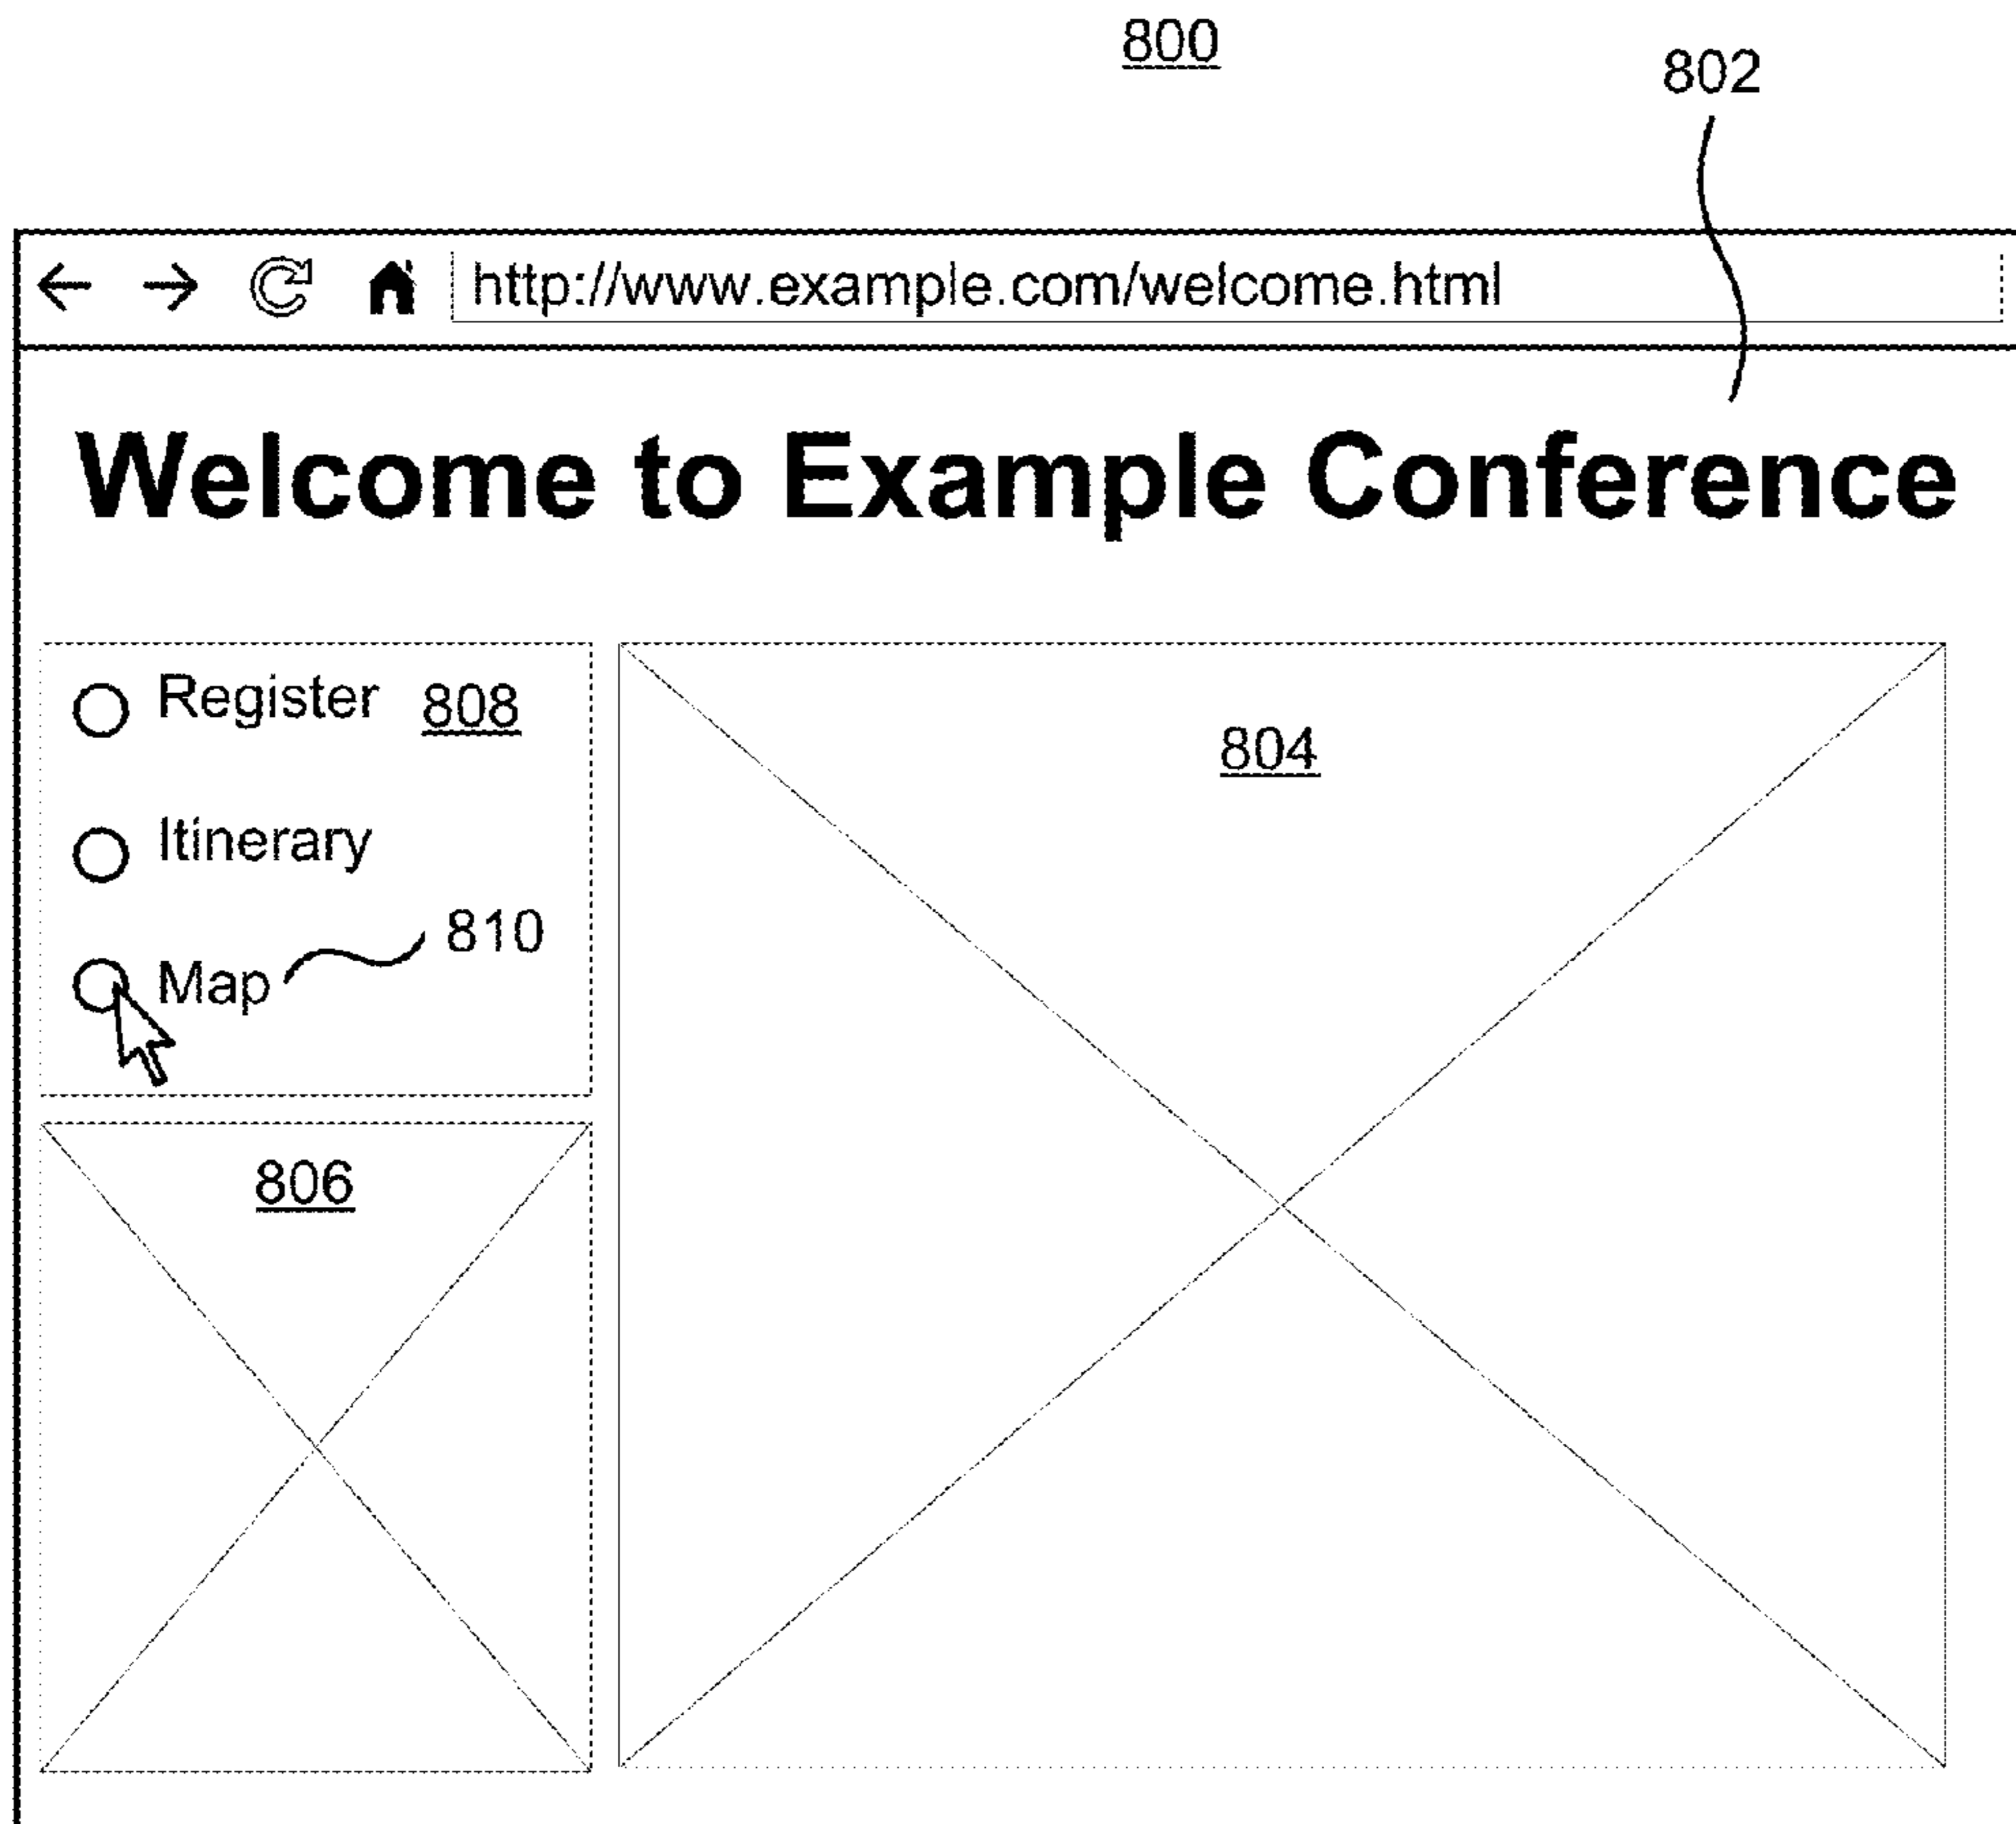 800
802
http://www.example.com/welcome.html
Welcome to Example Conference
Register 808
Itinerary
810
Map
804
806